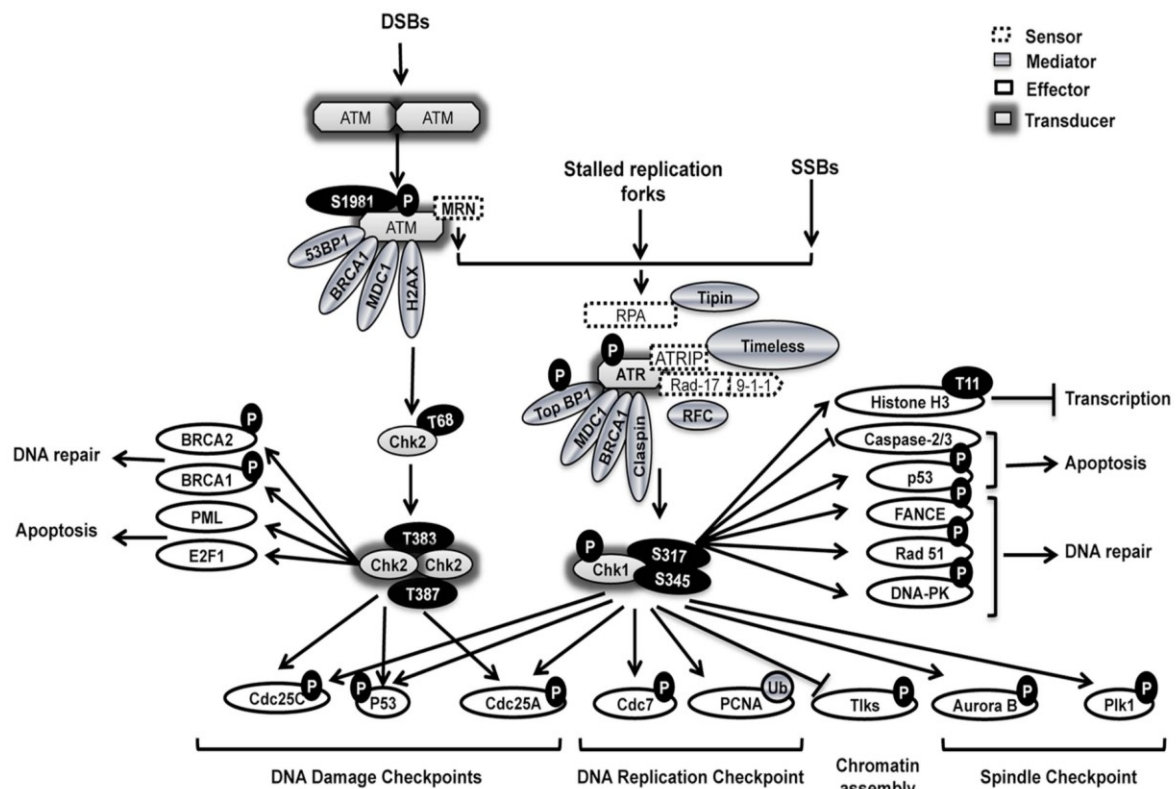 DSBs
Sensor
Mediator
Effector
Transducer
ATM ATM
S1981 P
MRN
ATM
53BP1
BRCA1
MDC1
H2AX
Stalled replication
forks
SSBs
RPA
Tipin
Timeless
P
ATRIP
ATR
Rad-17 9-1-1
RFC
P
Top BP1
MDC1
BRCA1
Claspin
T68
Chk2
DNA repair
BRCA2 P
BRCA1 P
Apoptosis
PML
E2F1
T383
Chk2 Chk2
T387
P
Chk1
S317
S345
T11
Histone H3
Transcription
Caspase-2/3
p53 P
Apoptosis
FANCE P
Rad 51 P
DNA-PK P
DNA repair
Cdc25C P
P P53
Cdc25A P
Cdc7 P
PCNA Ub
Tlks P
Aurora B P
Plk1 P
DNA Damage Checkpoints
DNA Replication Checkpoint
Chromatin
assembly
Spindle Checkpoint